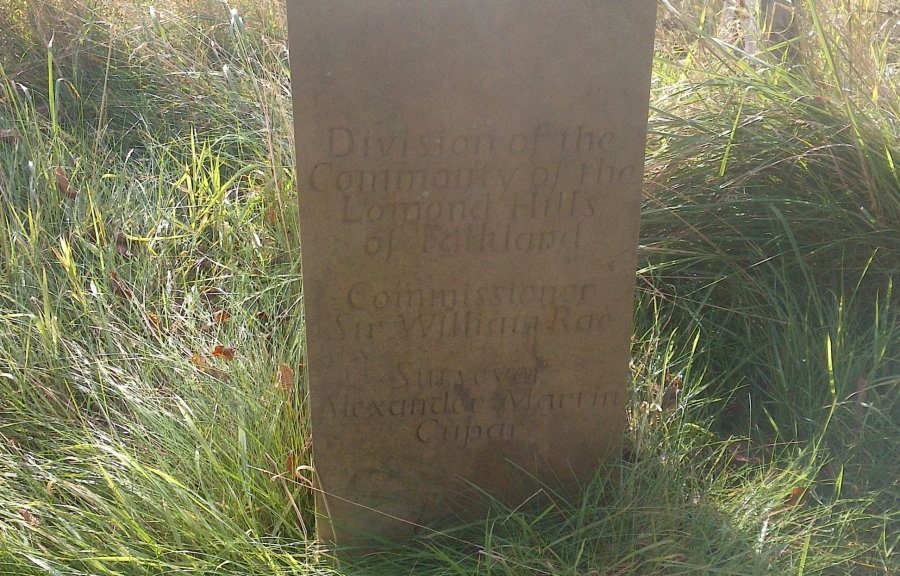 Division of the
Commonty of the
Lomond Hills
of Falkland
Commissioner
Sir William Rae
Surveyor
Alexander Martin
Cupar